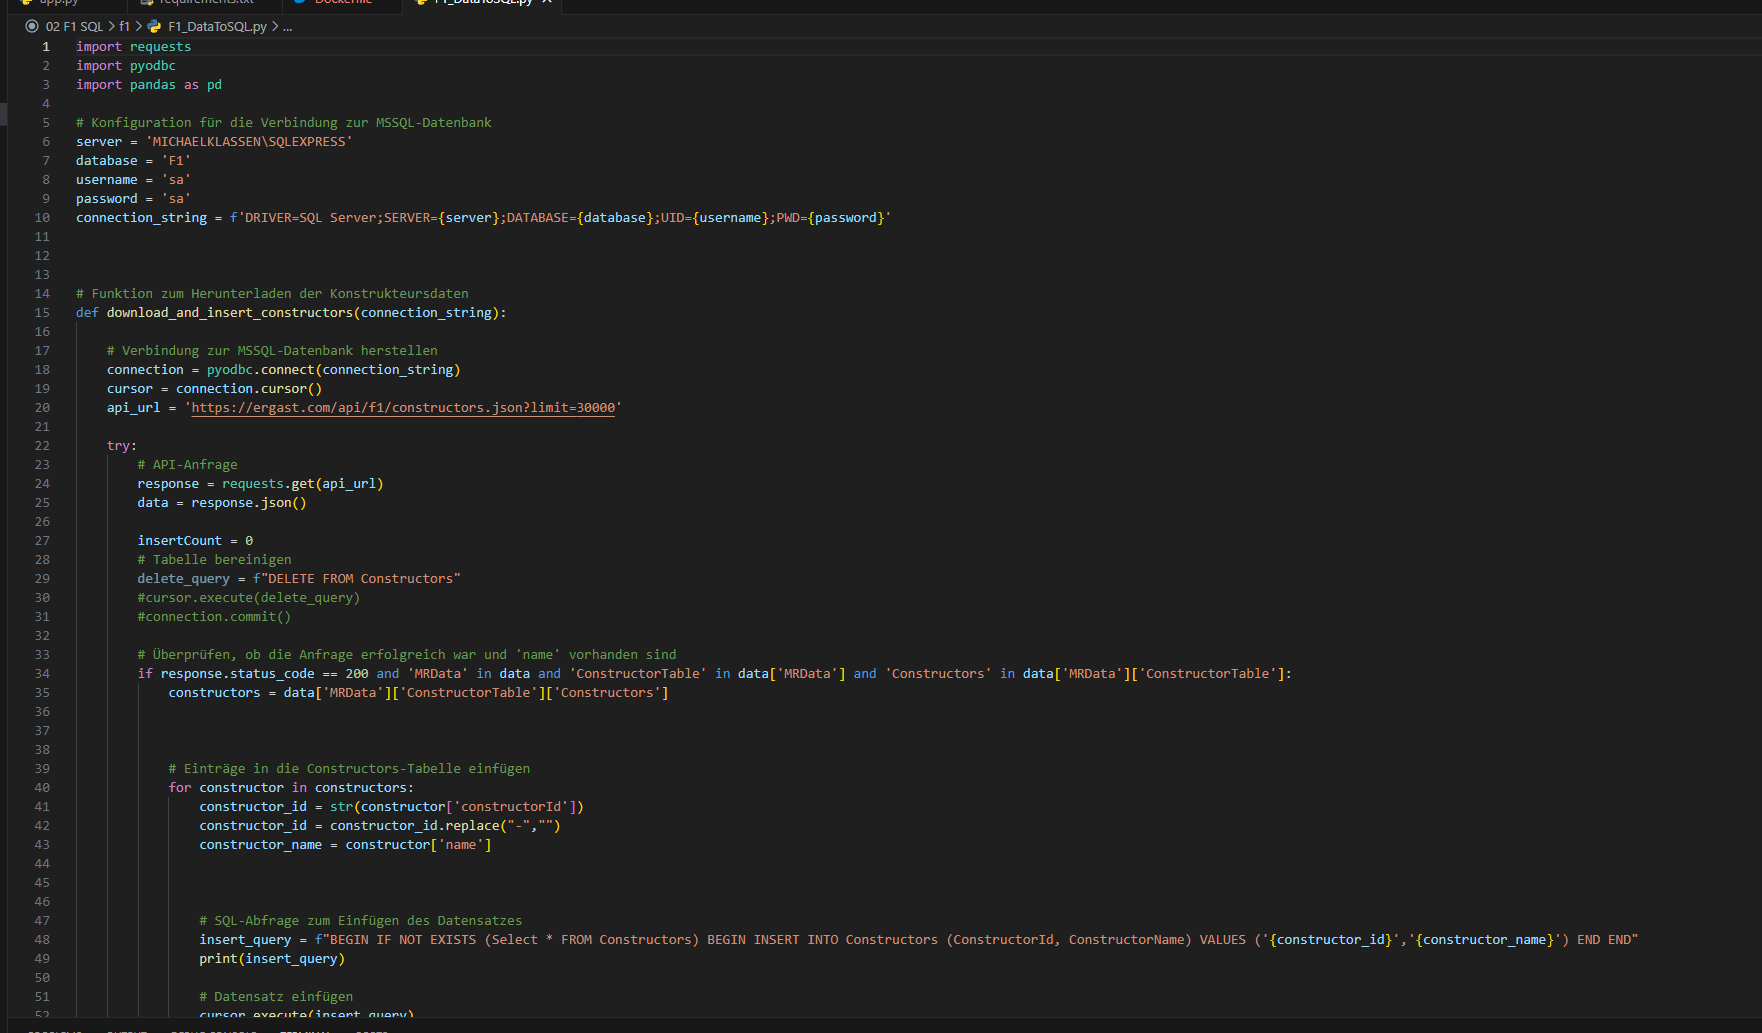 app.py requirements.txt Dockerfile F1_DataToSQL.py
02 F1 SQL > f1 > F1_DataToSQL.py > ...
1 import requests
2 import pyodbc
3 import pandas as pd
4
5 # Konfiguration für die Verbindung zur MSSQL-Datenbank
6 server = 'MICHAELKLASSEN\SQLEXPRESS'
7 database = 'F1'
8 username = 'sa'
9 password = 'sa'
10 connection_string = f'DRIVER=SQL Server;SERVER={server};DATABASE={database};UID={username};PWD={password}'
11
12
13
14 # Funktion zum Herunterladen der Konstrukteursdaten
15 def download_and_insert_constructors(connection_string):
16
17 # Verbindung zur MSSQL-Datenbank herstellen
18 connection = pyodbc.connect(connection_string)
19 cursor = connection.cursor()
20 api_url = 'https://ergast.com/api/f1/constructors.json?limit=30000'
21
22 try:
23 # API-Anfrage
24 response = requests.get(api_url)
25 data = response.json()
26
27 insertCount = 0
28 # Tabelle bereinigen
29 delete_query = f"DELETE FROM Constructors"
30 #cursor.execute(delete_query)
31 #connection.commit()
32
33 # Überprüfen, ob die Anfrage erfolgreich war und 'name' vorhanden sind
34 if response.status_code == 200 and 'MRData' in data and 'ConstructorTable' in data['MRData'] and 'Constructors' in data['MRData']['ConstructorTable']:
35 constructors = data['MRData']['ConstructorTable']['Constructors']
36
37
38
39 # Einträge in die Constructors-Tabelle einfügen
40 for constructor in constructors:
41 constructor_id = str(constructor['constructorId'])
42 constructor_id = constructor_id.replace("-","")
43 constructor_name = constructor['name']
44
45
46
47 # SQL-Abfrage zum Einfügen des Datensatzes
48 insert_query = f"BEGIN IF NOT EXISTS (Select * FROM Constructors) BEGIN INSERT INTO Constructors (ConstructorId, ConstructorName) VALUES ('{constructor_id}','{constructor_name}') END END"
49 print(insert_query)
50
51 # Datensatz einfügen
52 cursor.execute(insert_query)